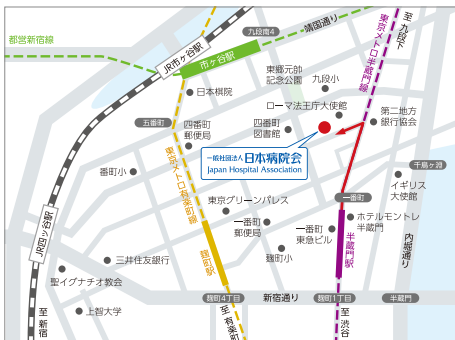 至 九段下
都営新宿線
JR市ヶ谷駅
市ヶ谷駅
九段南4
靖国通り
東京メトロ半蔵門線
日本棋院
東郷元帥
記念公園
九段小
ローマ法王庁大使館
第二地方
銀行協会
五番町
四番町
郵便局
四番町
図書館
一般社団法人 日本病院会
Japan Hospital Association
千鳥ヶ淵
番町小
東京メトロ有楽町線
イギリス
大使館
一番町
東京グリーンパレス
一番町
郵便局
一番町
東急ビル
ホテルモントレ
半蔵門
半蔵門駅
内堀通り
JR四ッ谷駅
麹町駅
麹町小
三井住友銀行
聖イグナチオ教会
上智大学
麹町4丁目
新宿通り
麹町1丁目
半蔵門
至 新宿
至 有楽町
至 渋谷